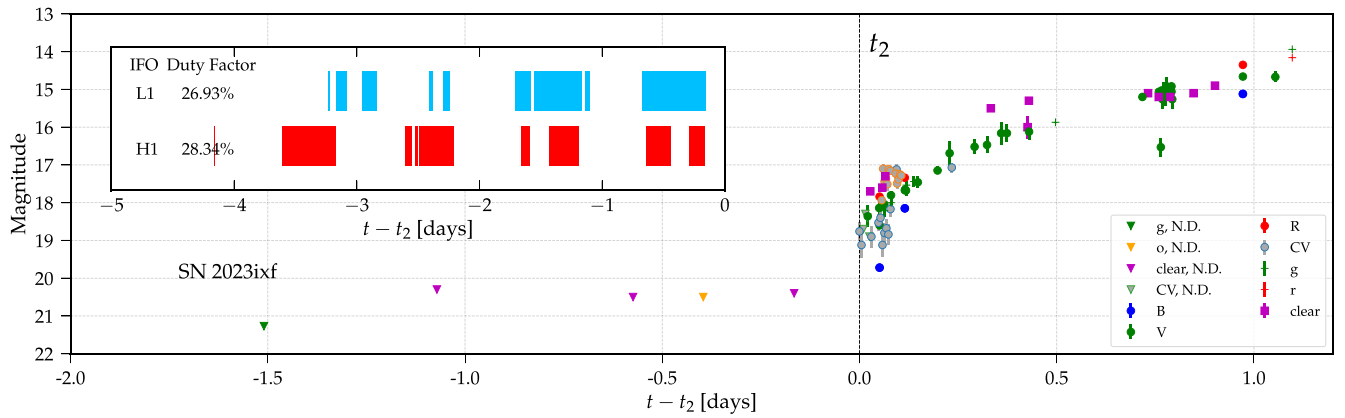 13
14
15
16
17
18
19
20
21
22
Magnitude
IFO Duty Factor
L1 26.93%
H1 28.34%
−5 −4 −3 −2 −1 0
t − t₂ [days]
SN 2023ixf
t₂
g, N.D.
o, N.D.
clear, N.D.
CV, N.D.
B
V
R
CV
g
r
clear
-2.0 -1.5 -1.0 -0.5 0.0 0.5 1.0
t − t₂ [days]